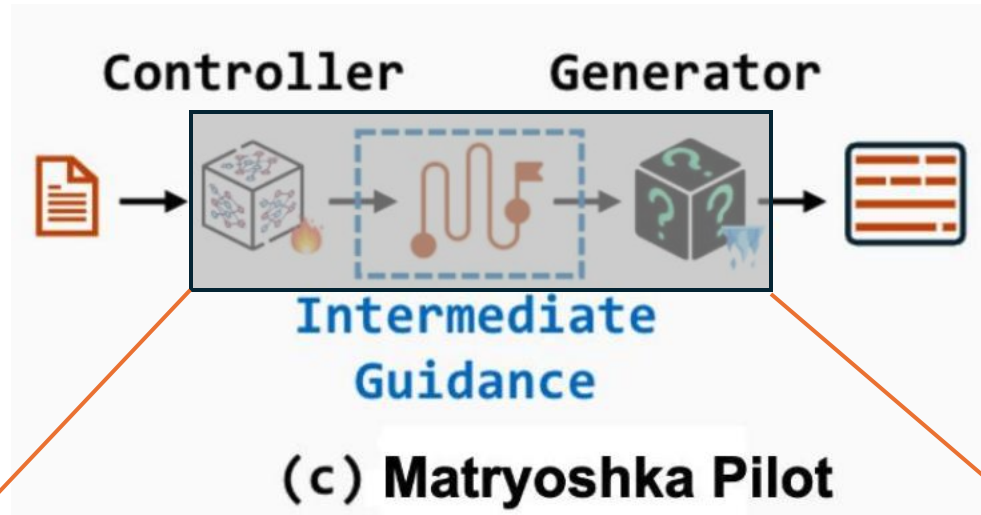 Controller Generator
? ? ?
Intermediate
Guidance
(c) Matryoshka Pilot